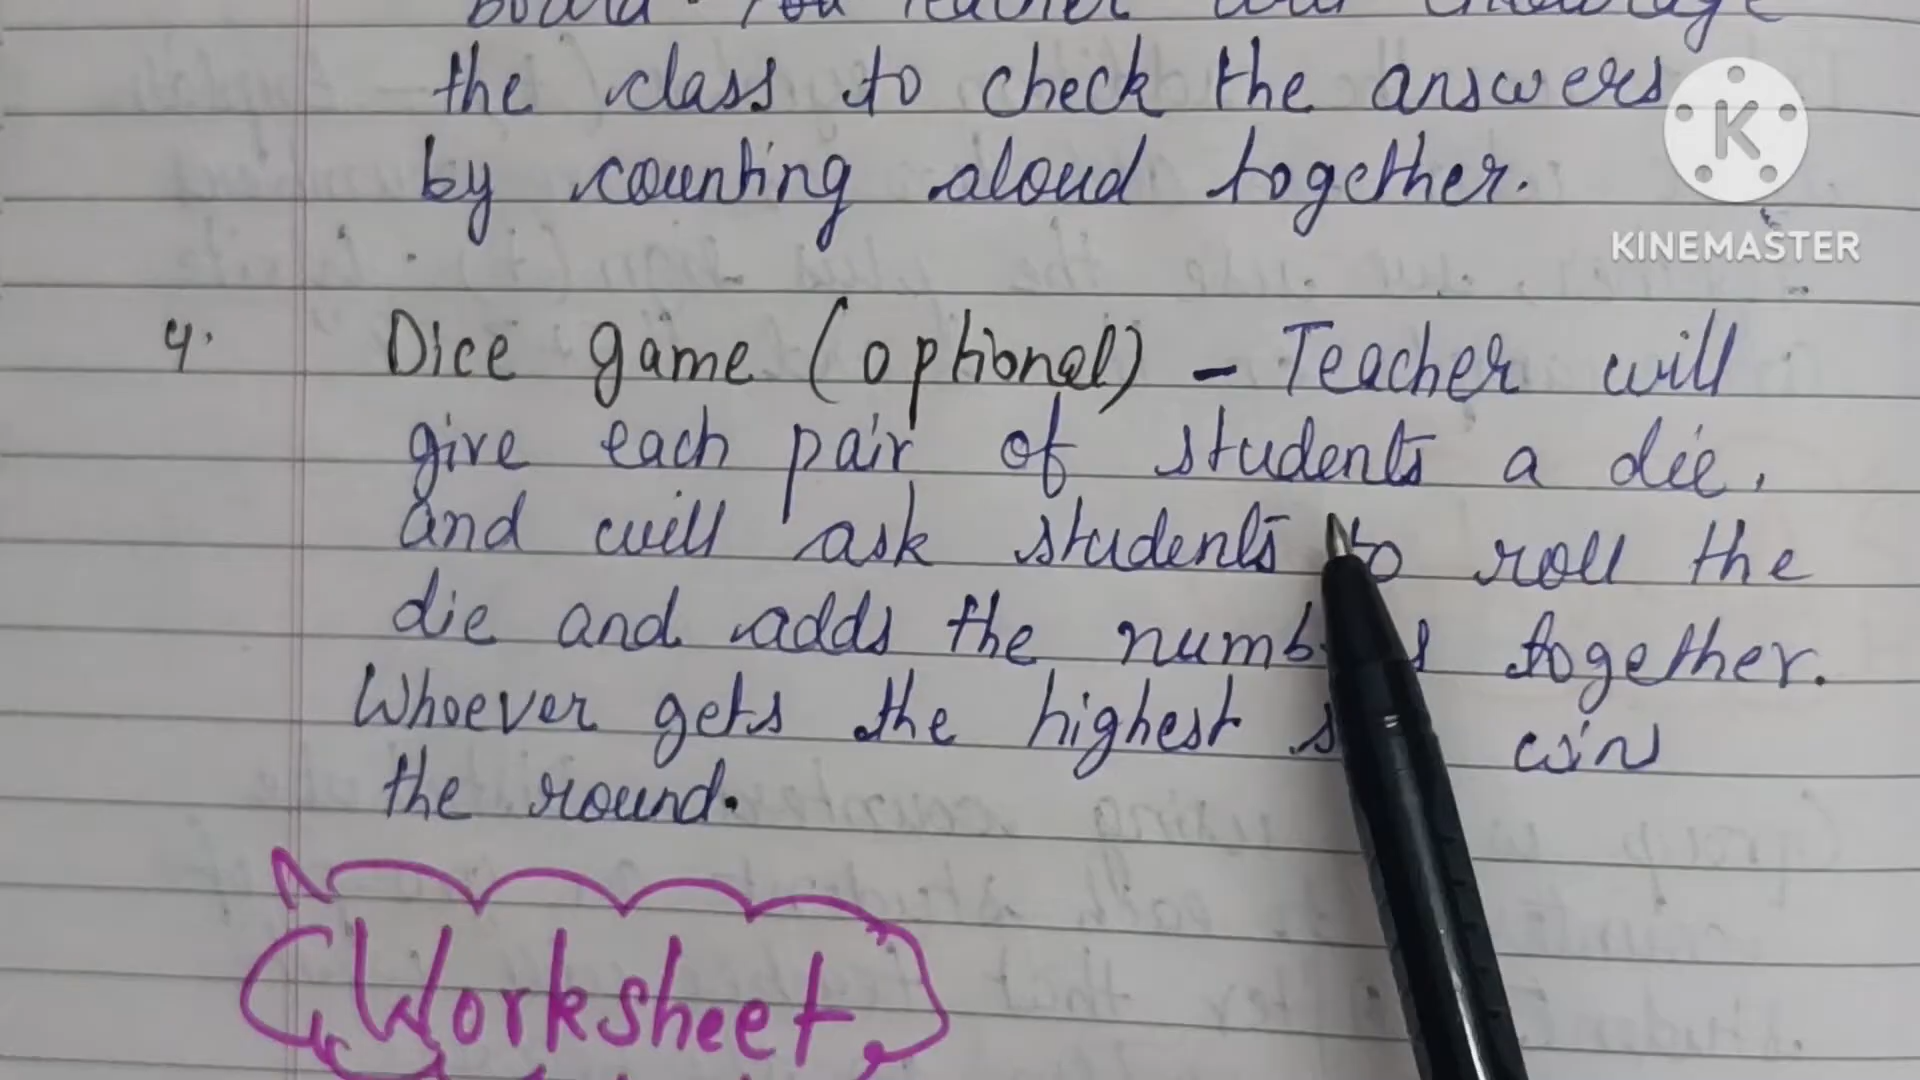 the class to check the answers
by counting aloud together.
4. Dice game (optional) - Teacher will
give each pair of students a die.
and will ask students to roll the
die and adds the together.
Whoever gets the highest win
the round.
Worksheet
K
KINEMASTER